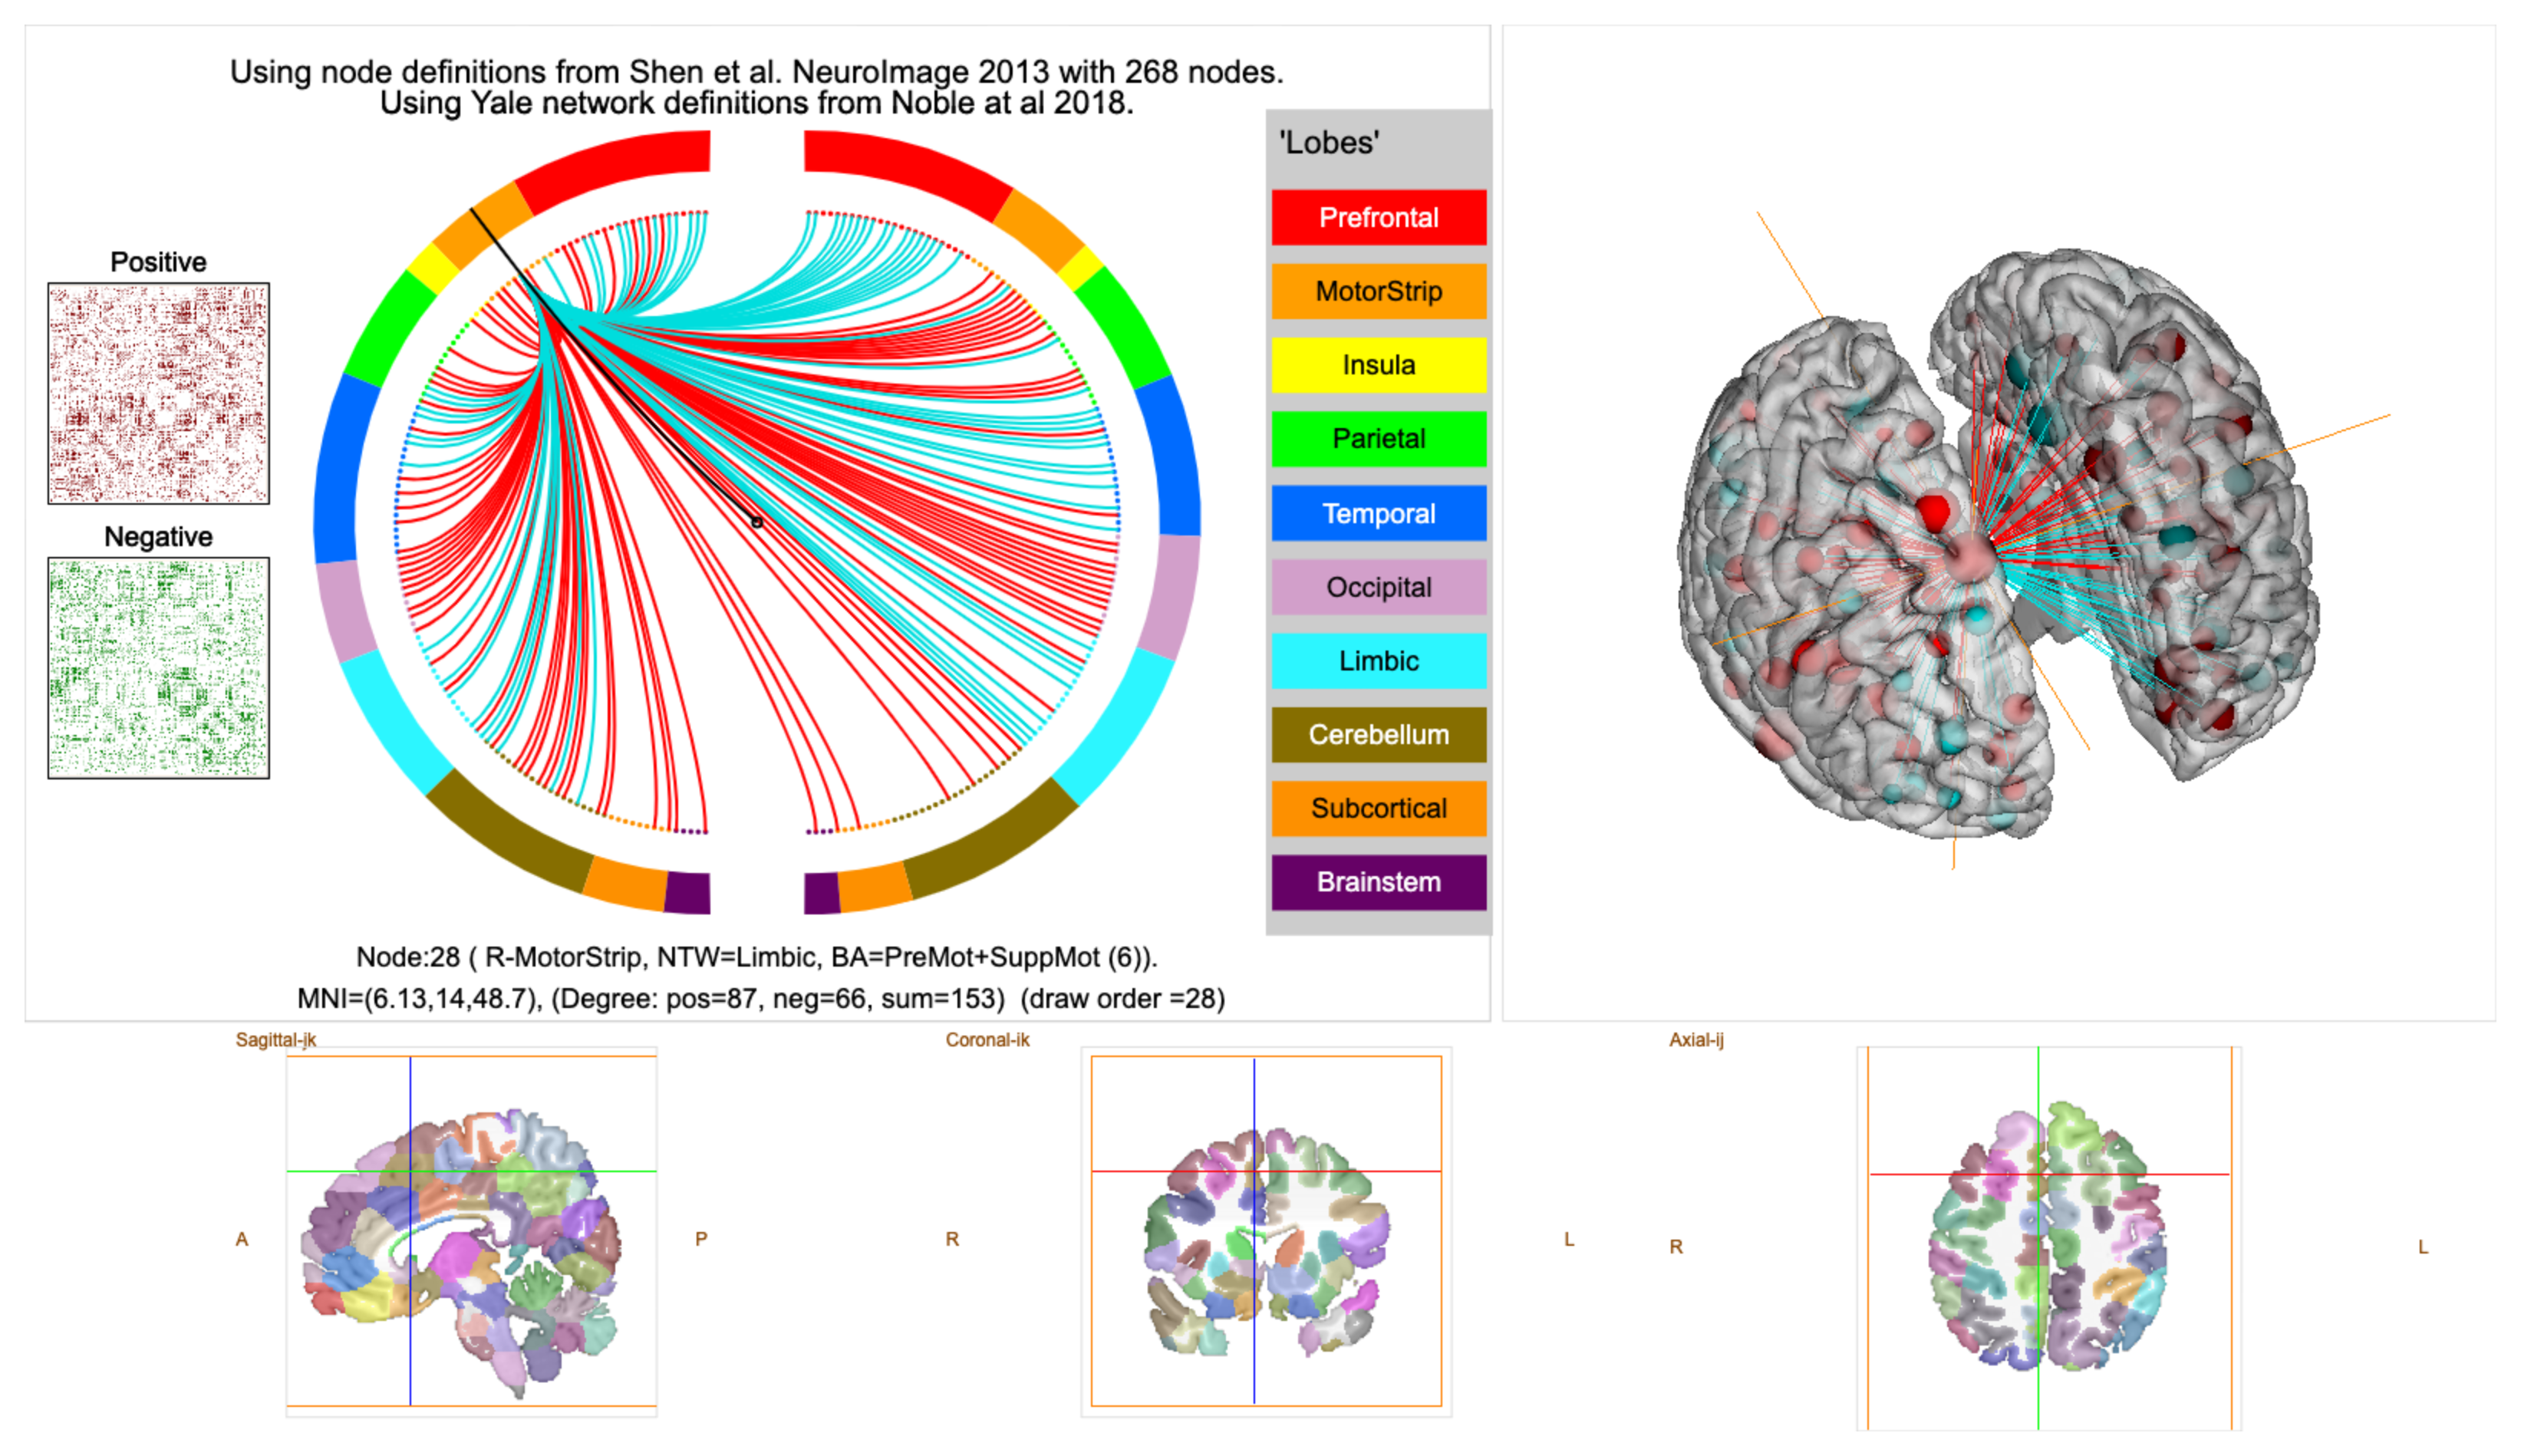 Using node definitions from Shen et al. NeuroImage 2013 with 268 nodes.
Using Yale network definitions from Noble at al 2018.
'Lobes'
Prefrontal
MotorStrip
Insula
Parietal
Temporal
Occipital
Limbic
Cerebellum
Subcortical
Brainstem
Positive
Negative
Node:28 ( R-MotorStrip, NTW=Limbic, BA=PreMot+SuppMot (6)).
MNI=(6.13,14,48.7), (Degree: pos=87, neg=66, sum=153) (draw order =28)
Sagittal-jk
Coronal-ik
Axial-ij
A
P
R
L
R
L